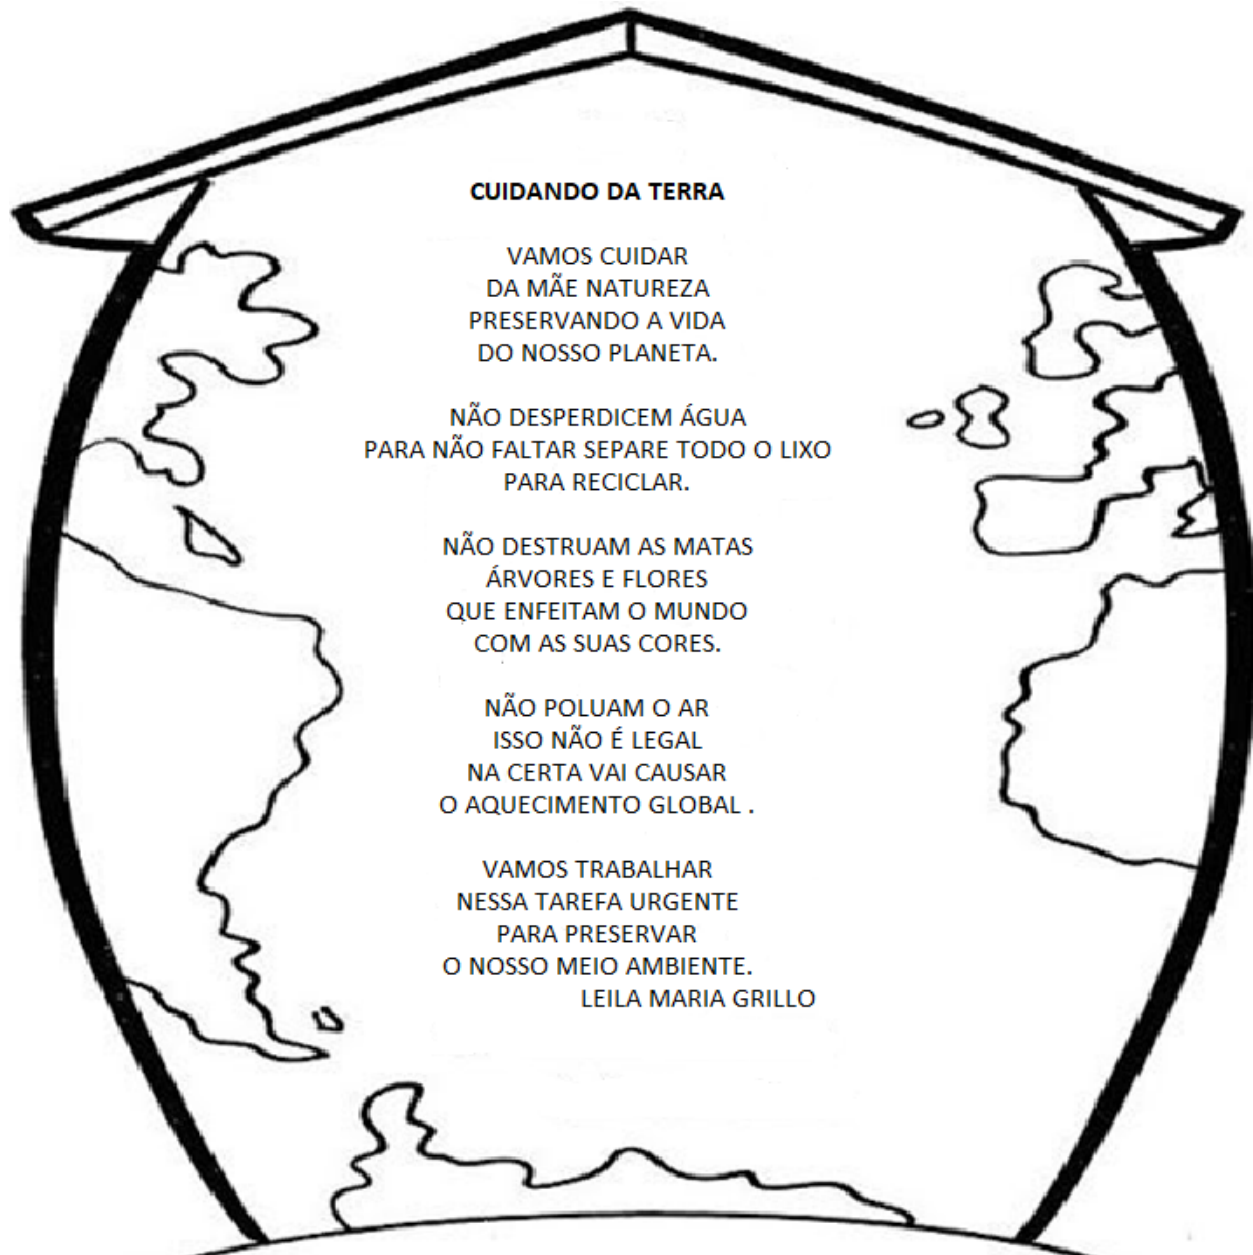 CUIDANDO DA TERRA
VAMOS CUIDAR
DA MÃE NATUREZA
PRESERVANDO A VIDA
DO NOSSO PLANETA.
NÃO DESPERDICEM ÁGUA
PARA NÃO FALTAR SEPARE TODO O LIXO
PARA RECICLAR.
NÃO DESTRUAM AS MATAS
ÁRVORES E FLORES
QUE ENFEITAM O MUNDO
COM AS SUAS CORES.
NÃO POLUAM O AR
ISSO NÃO É LEGAL
NA CERTA VAI CAUSAR
O AQUECIMENTO GLOBAL .
VAMOS TRABALHAR
NESSA TAREFA URGENTE
PARA PRESERVAR
O NOSSO MEIO AMBIENTE.
LEILA MARIA GRILLO